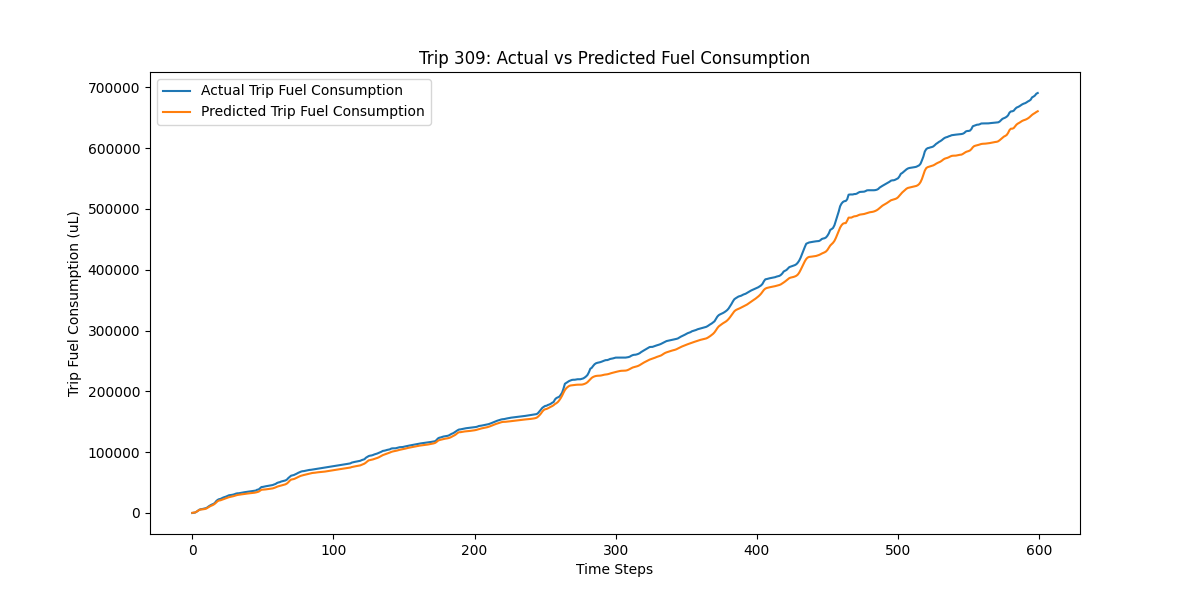 Trip 309: Actual vs Predicted Fuel Consumption
Actual Trip Fuel Consumption
Predicted Trip Fuel Consumption
Trip Fuel Consumption (uL)
700000
600000
500000
400000
300000
200000
100000
0
0 100 200 300 400 500 600
Time Steps